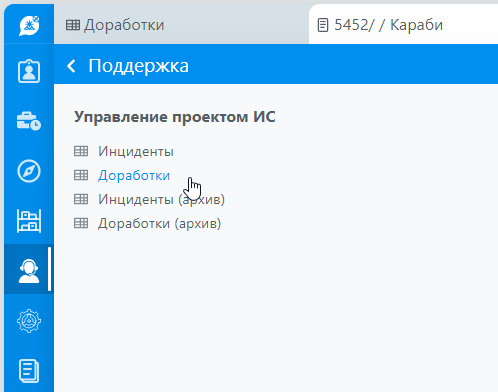 Доработки
5452/ / Караби
Поддержка
Управление проектом ИС
Инциденты
Доработки
Инциденты (архив)
Доработки (архив)